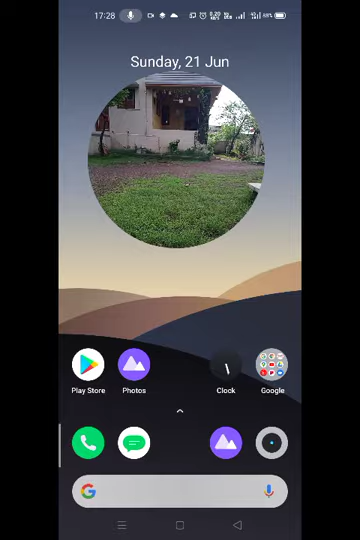 17:28
Sunday, 21 Jun
Play Store
Photos
Clock
Google